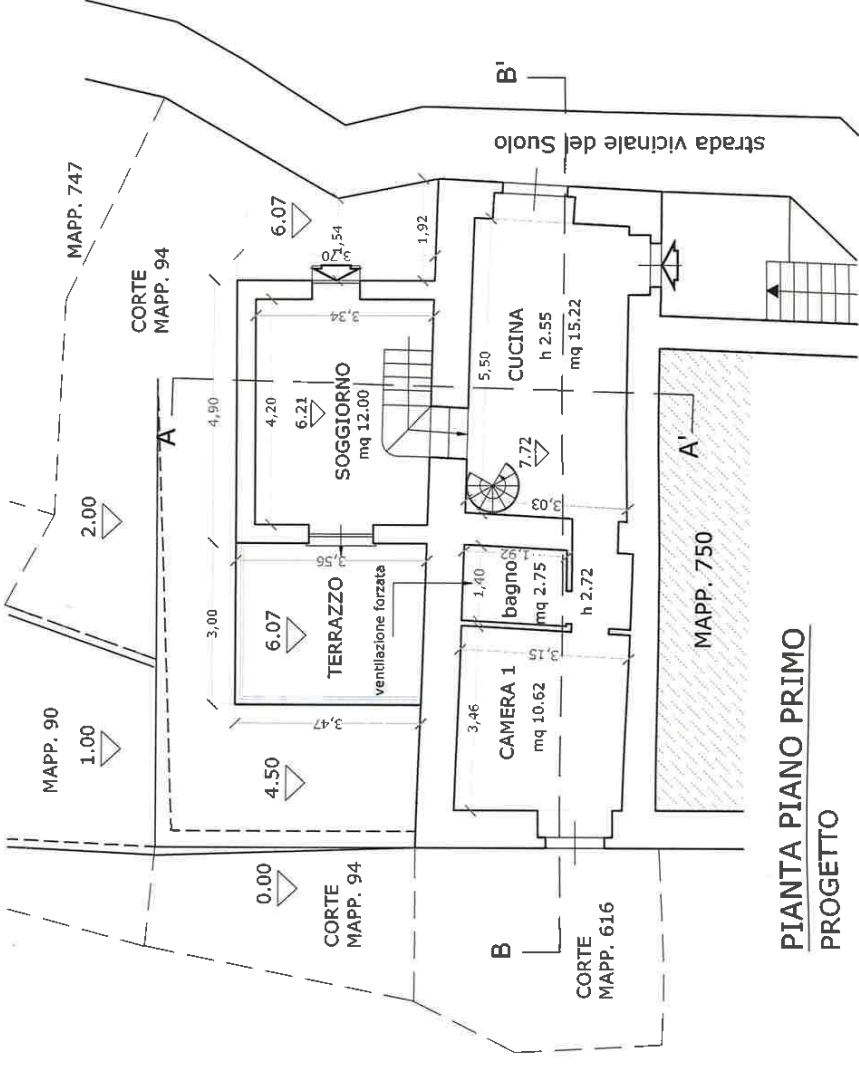 MAPP. 747
CORTE
MAPP. 94
6.07
1,54
3,70
1,92
B'
strada vicinale del Suolo
4,90
A
2.00
4,20
3,34
6.21
SOGGIORNO
mq 12.00
5,50
CUCINA
h 2.55
mq 15.22
7.72
3,03
A'
MAPP. 90
1.00
3,00
3,56
6.07
TERRAZZO
ventilazione forzata
3,47
4.50
1,92
1,40
bagno
mq 2.75
h 2.72
3,15
3,46
CAMERA 1
mq 10.62
MAPP. 750
0.00
CORTE
MAPP. 94
B
CORTE
MAPP. 616
PIANTA PIANO PRIMO
PROGETTO